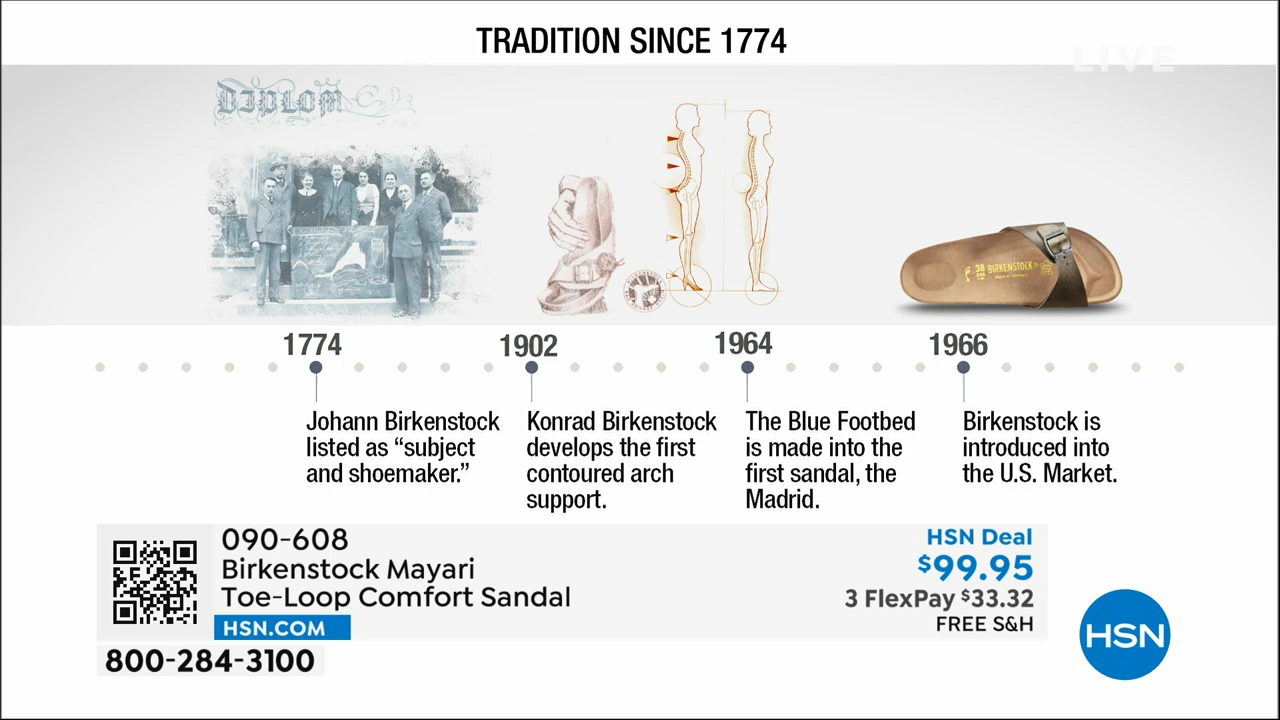 TRADITION SINCE 1774
LIVE
Diplom
38
BIRKENSTOCK
1774
1902
1964
1966
Johann Birkenstock
listed as “subject
and shoemaker.”
Konrad Birkenstock
develops the first
contoured arch
support.
The Blue Footbed
is made into the
first sandal, the
Madrid.
Birkenstock is
introduced into
the U.S. Market.
090-608
Birkenstock Mayari
Toe-Loop Comfort Sandal
HSN.COM
800-284-3100
HSN Deal
$99.95
3 FlexPay $33.32
FREE S&H
HSN